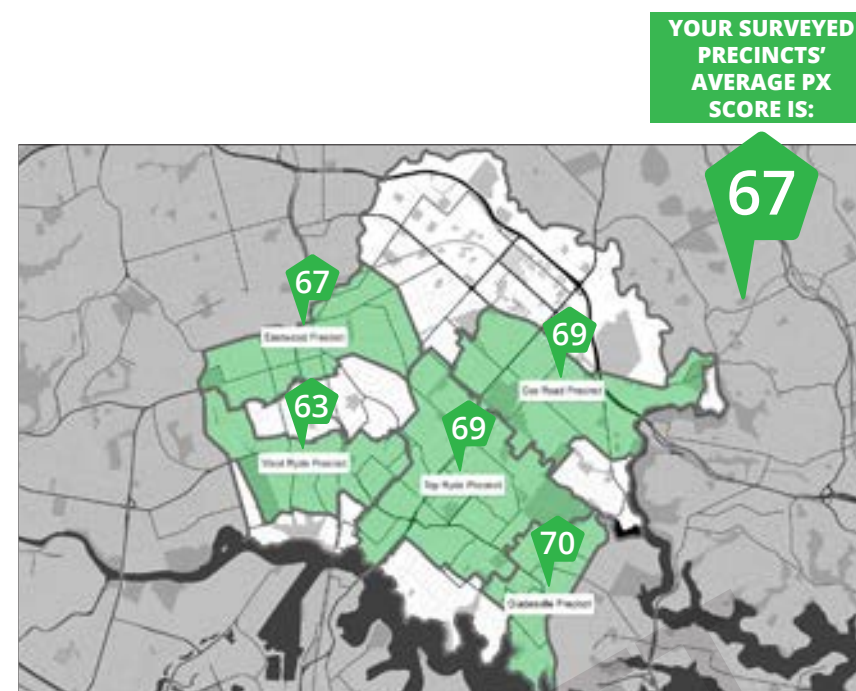 YOUR SURVEYED
PRECINCTS’
AVERAGE PX
SCORE IS:
67
67
Eastwood Precinct
69
Cox Road Precinct
63
West Ryde Precinct
69
Top Ryde Precinct
70
Gladesville Precinct